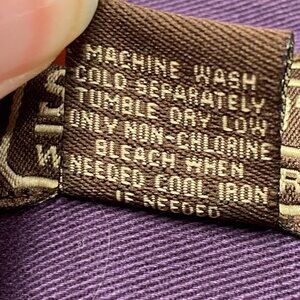 MACHINE WASH
COLD SEPARATELY
TUMBLE DRY LOW
ONLY NON-CHLORINE
BLEACH WHEN
NEEDED COOL IRON
IF NEEDED